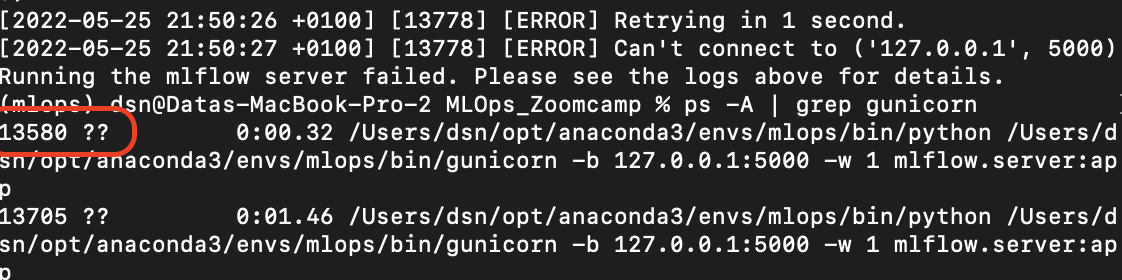 [2022-05-25 21:50:26 +0100] [13778] [ERROR] Retrying in 1 second.
[2022-05-25 21:50:27 +0100] [13778] [ERROR] Can't connect to ('127.0.0.1', 5000)
Running the mlflow server failed. Please see the logs above for details.
(mlops) dsn@Datas-MacBook-Pro-2 MLOps_Zoomcamp % ps -A | grep gunicorn
13580 ?? 0:00.32 /Users/dsn/opt/anaconda3/envs/mlops/bin/python /Users/d
sn/opt/anaconda3/envs/mlops/bin/gunicorn -b 127.0.0.1:5000 -w 1 mlflow.server:ap
p
13705 ?? 0:01.46 /Users/dsn/opt/anaconda3/envs/mlops/bin/python /Users/d
sn/opt/anaconda3/envs/mlops/bin/gunicorn -b 127.0.0.1:5000 -w 1 mlflow.server:ap
p